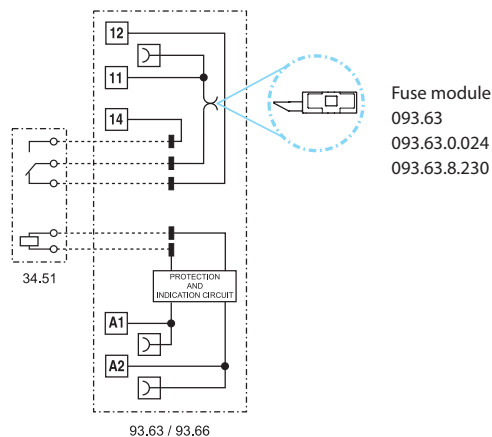 12
11
14
Fuse module
093.63
093.63.0.024
093.63.8.230
34.51
PROTECTION
AND
INDICATION CIRCUIT
A1
A2
93.63 / 93.66